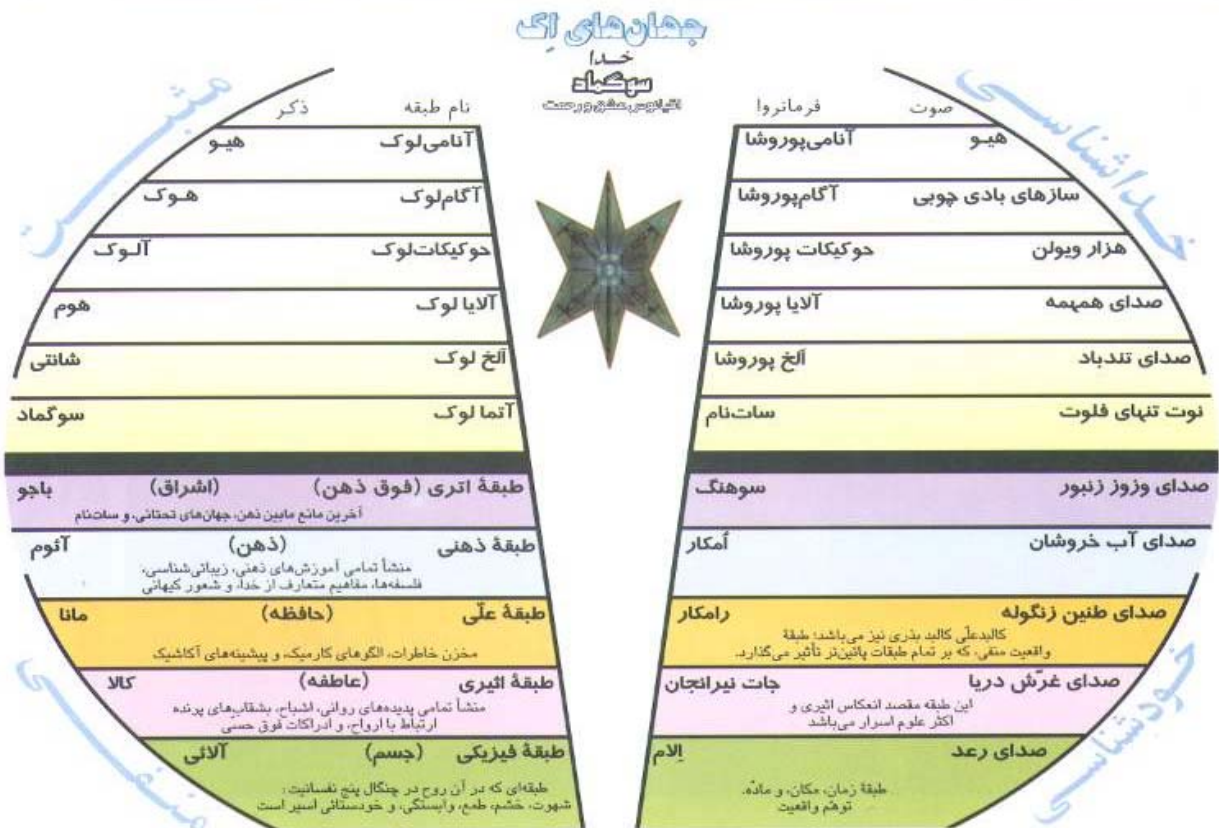 جهان‌های اِک
خدا
سوگماد
اقیانوس عشق و رحمت
مثبت
خداشناسی
منفی
خودشناسی
صوت فرمانروا نام طبقه ذکر
هیـو آنامی‌پوروشا آنامی‌لوک هیـو
سازهای بادی چوبی آگام‌پوروشا آگام‌لوک هـوک
هزار ویولن حوکیکات پوروشا حوکیکات‌لوک آلـوک
صدای همهمه آلایا پوروشا آلایا لوک هوم
صدای تندباد آلخ پوروشا آلخ لوک شانتی
نوت تنهای فلوت سات‌نام آتما لوک سوگماد
صدای وزوز زنبور سوهنگ طبقهٔ اتری (فوق ذهن) (اشراق) باجو
آخرین مانع مابین ذهن، جهان‌های تحتانی، و سات‌نام
صدای آب خروشان اُمکار طبقهٔ ذهنی (ذهن) آئوم
منشأ تمامی آموزش‌های ذهنی، زیبائی‌شناسی،
فلسفه‌ها، مفاهیم متعارف از خدا، و شعور کیهانی
صدای طنین زنگوله رامکار طبقهٔ علّی (حافظه) مانا
کالبدعلّی کالبد بذری نیز می‌باشد؛ طبقهٔ
واقعیت منفی، که بر تمام طبقات پائین‌تر تأثیر می‌گذارد.
مخزن خاطرات، الگوهای کارمیک، و پیشینه‌های آکاشیک
صدای غرّش دریا جات نیرانجان طبقهٔ اثیری (عاطفه) کالا
این طبقه مقصد انعکاس اثیری و
اکثر علوم اسرار می‌باشد
منشأ تمامی پدیده‌های روانی، اشباح، بشقاب‌های پرنده
ارتباط با ارواح، و ادراکات فوق حسّی
صدای رعد اِلام طبقهٔ فیزیکی (جسم) آلائی
طبقهٔ زمان، مکان، و مادّه.
توهّم واقعیت
طبقه‌ای که در آن روح در چنگال پنج نفسانیت:
شهوت، خشم، طمع، وابستگی، و خودستائی اسیر است